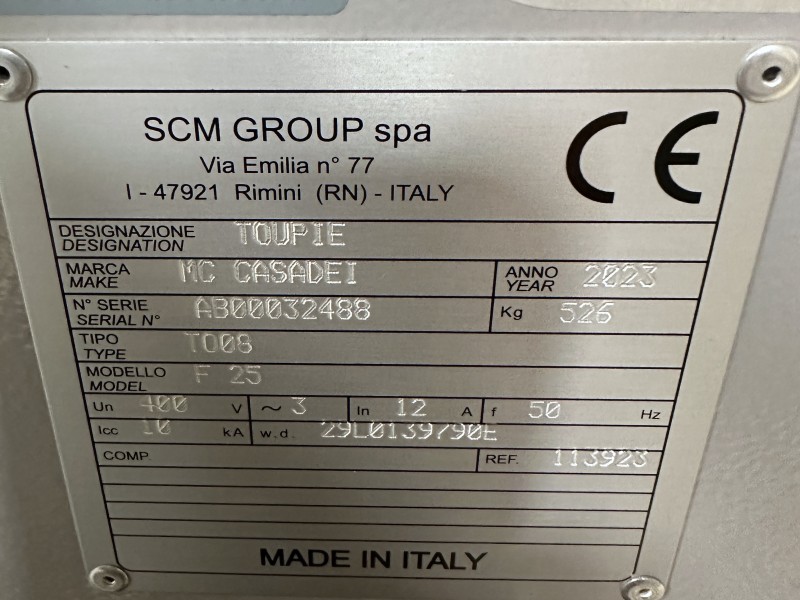 SCM GROUP spa
Via Emilia n° 77
I - 47921 Rimini (RN) - ITALY
CE
DESIGNAZIONE
DESIGNATION
TOUPIE
MARCA
MAKE
MC CASADEI
ANNO
YEAR
2023
N° SERIE
SERIAL N°
AB00032488
Kg 526
TIPO
TYPE
TO08
MODELLO
MODEL
F 25
Un 400 V ~ 3 In 12 A f 50 Hz
Icc 10 kA w.d. 29L0139790E
COMP. REF. 113923
MADE IN ITALY